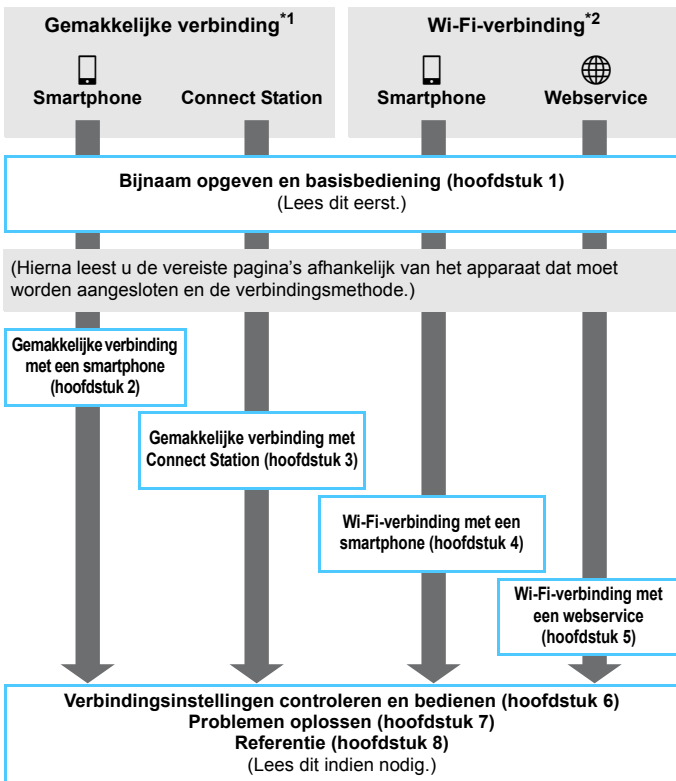 Gemakkelijke verbinding*1
Wi-Fi-verbinding*2
Smartphone
Connect Station
Smartphone
Webservice
Bijnaam opgeven en basisbediening (hoofdstuk 1)
(Lees dit eerst.)
(Hierna leest u de vereiste pagina's afhankelijk van het apparaat dat moet
worden aangesloten en de verbindingsmethode.)
Gemakkelijke verbinding
met een smartphone
(hoofdstuk 2)
Gemakkelijke verbinding met
Connect Station (hoofdstuk 3)
Wi-Fi-verbinding met een
smartphone (hoofdstuk 4)
Wi-Fi-verbinding met
een webservice
(hoofdstuk 5)
Verbindingsinstellingen controleren en bedienen (hoofdstuk 6)
Problemen oplossen (hoofdstuk 7)
Referentie (hoofdstuk 8)
(Lees dit indien nodig.)